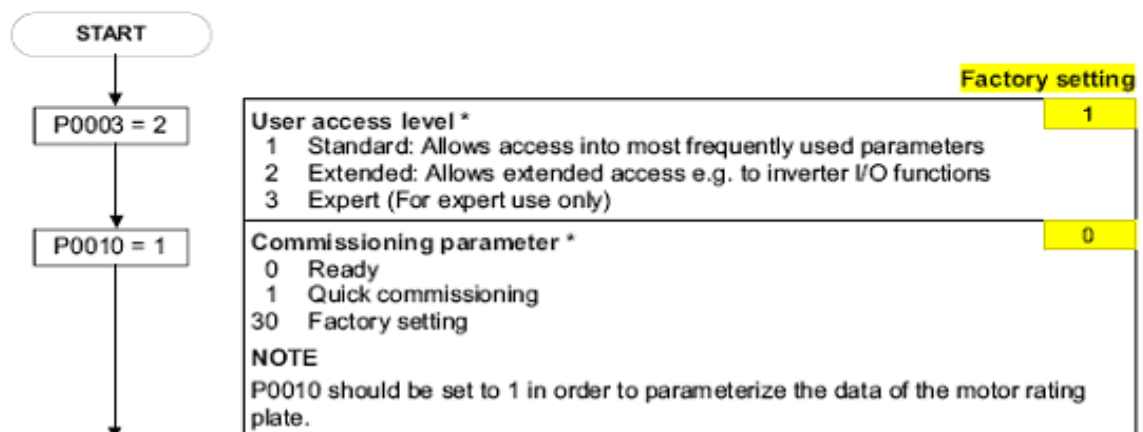 START
Factory setting
P0003 = 2
User access level *
1
1 Standard: Allows access into most frequently used parameters
2 Extended: Allows extended access e.g. to inverter I/O functions
3 Expert (For expert use only)
P0010 = 1
Commissioning parameter *
0
0 Ready
1 Quick commissioning
30 Factory setting
NOTE
P0010 should be set to 1 in order to parameterize the data of the motor rating
plate.